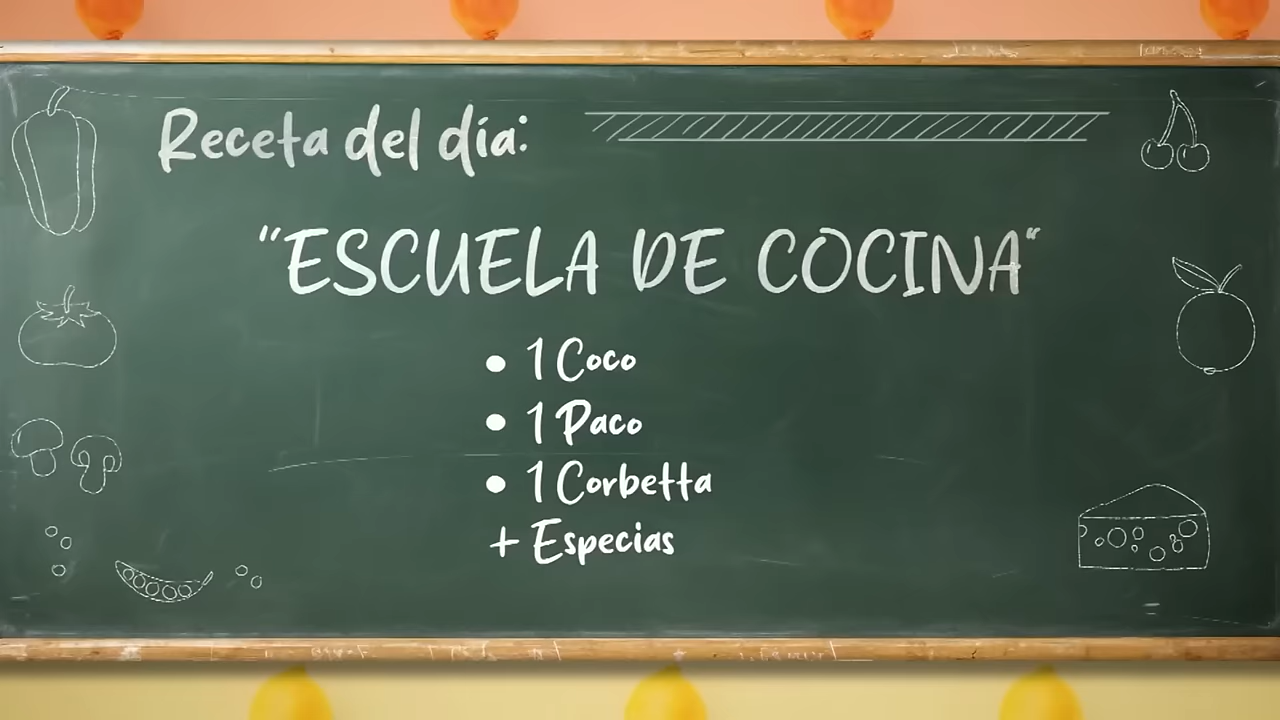 Receta del día:
"ESCUELA DE COCINA"
• 1 Coco
• 1 Paco
• 1 Corbetta
+ Especias